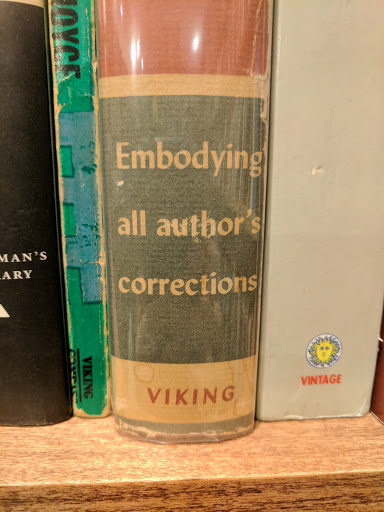 MAN'S
ARY
JOYCE
VIKING
Embodying
all author's
corrections
VIKING
VINTAGE